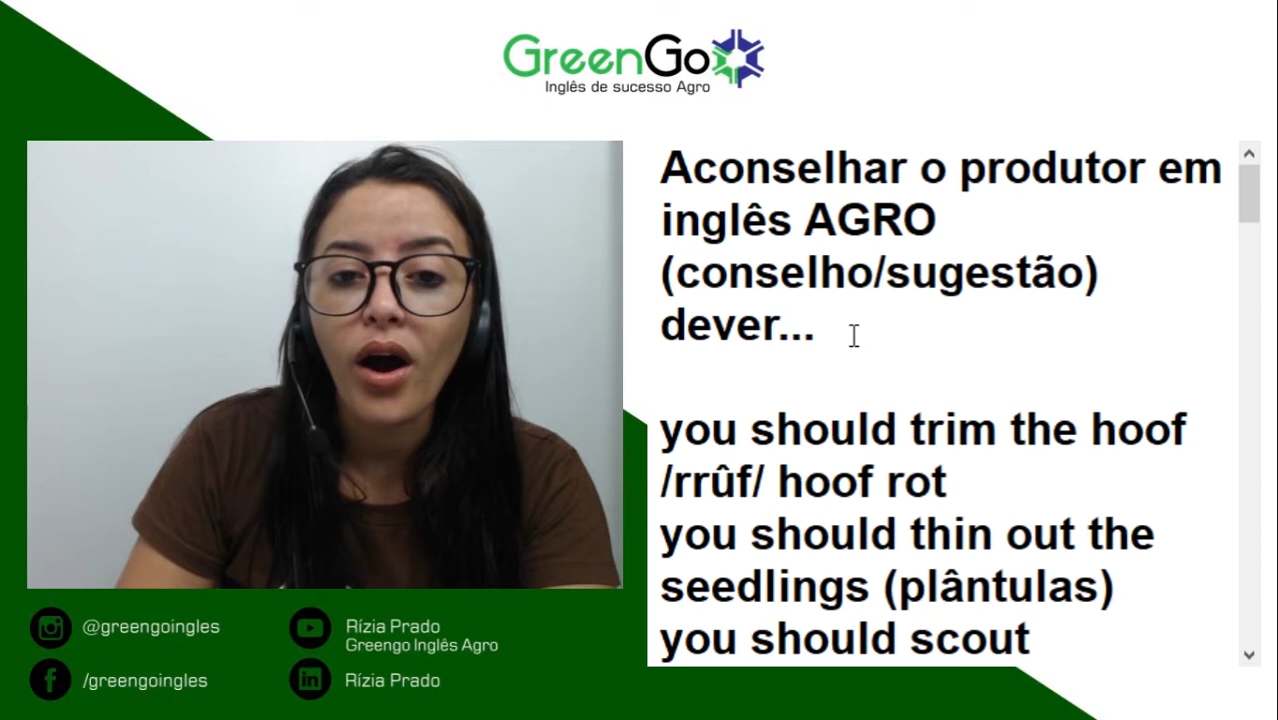 GreenGo
Inglês de sucesso Agro
Aconselhar o produtor em
inglês AGRO
(conselho/sugestão)
dever...
you should trim the hoof
/rrûf/ hoof rot
you should thin out the
seedlings (plântulas)
you should scout
@greengoingles
Rízia Prado
Greengo Inglês Agro
/greengoingles
Rízia Prado